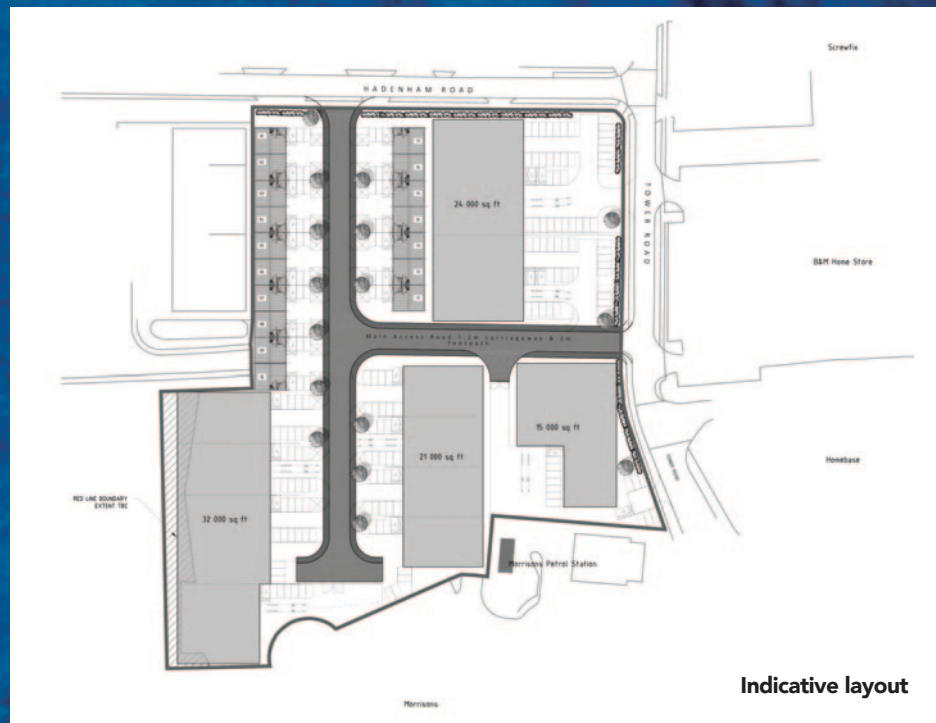 Screwfix
HADENHAM ROAD
24 000 sq ft
TOWER ROAD
B&M Home Store
Main Access Road 7.3m carriageway & 2m
footpath
15 000 sq ft
21 000 sq ft
Homebase
RED LINE BOUNDARY
EXTENT TBC
32 000 sq ft
Morrisons Petrol Station
Indicative layout
Morrisons